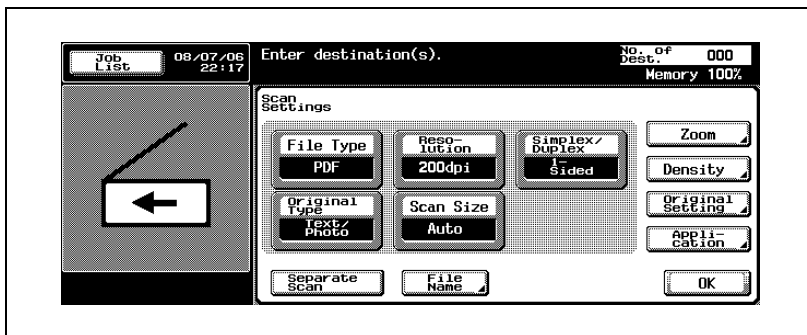 Job List
08/07/06
22:17
Enter destination(s).
No. of Dest.
000
Memory 100%
Scan Settings
File Type
PDF
Reso-
lution
200dpi
Simplex/
Duplex
1-
Sided
Original
Type
Text/
Photo
Scan Size
Auto
Zoom
Density
Original
Setting
Appli-
cation
Separate
Scan
File
Name
OK